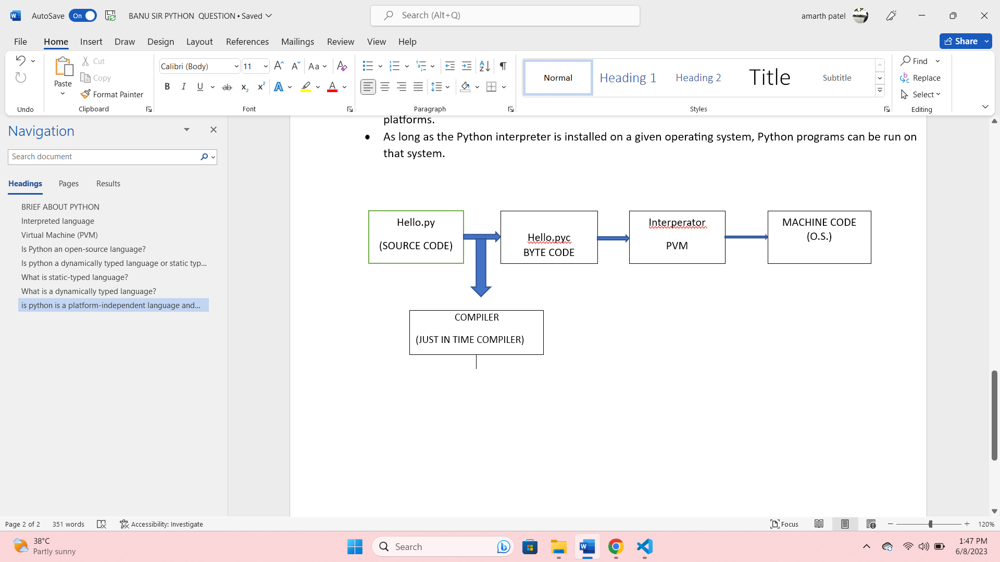 AutoSave On BANU SIR PYTHON QUESTION • Saved Search (Alt+Q) amarth patel
File Home Insert Draw Design Layout References Mailings Review View Help Share
Paste Cut Copy Format Painter
Calibri (Body) 11
Normal Heading 1 Heading 2 Title Subtitle
Find
Replace
Select
Undo Clipboard Font Paragraph Styles Editing
Navigation
Search document
Headings Pages Results
BRIEF ABOUT PYTHON
Interpreted language
Virtual Machine (PVM)
Is Python an open-source language?
Is python a dynamically typed language or static typ...
What is static-typed language?
What is a dynamically typed language?
is python is a platform-independent language and...
platforms.
● As long as the Python interpreter is installed on a given operating system, Python programs can be run on
that system.
Hello.py
(SOURCE CODE)
Hello.pyc
BYTE CODE
Interperator
PVM
MACHINE CODE
(O.S.)
COMPILER
(JUST IN TIME COMPILER)
Page 2 of 2 351 words Accessibility: Investigate Focus 120%
38°C
Partly sunny
Search
1:47 PM
6/8/2023